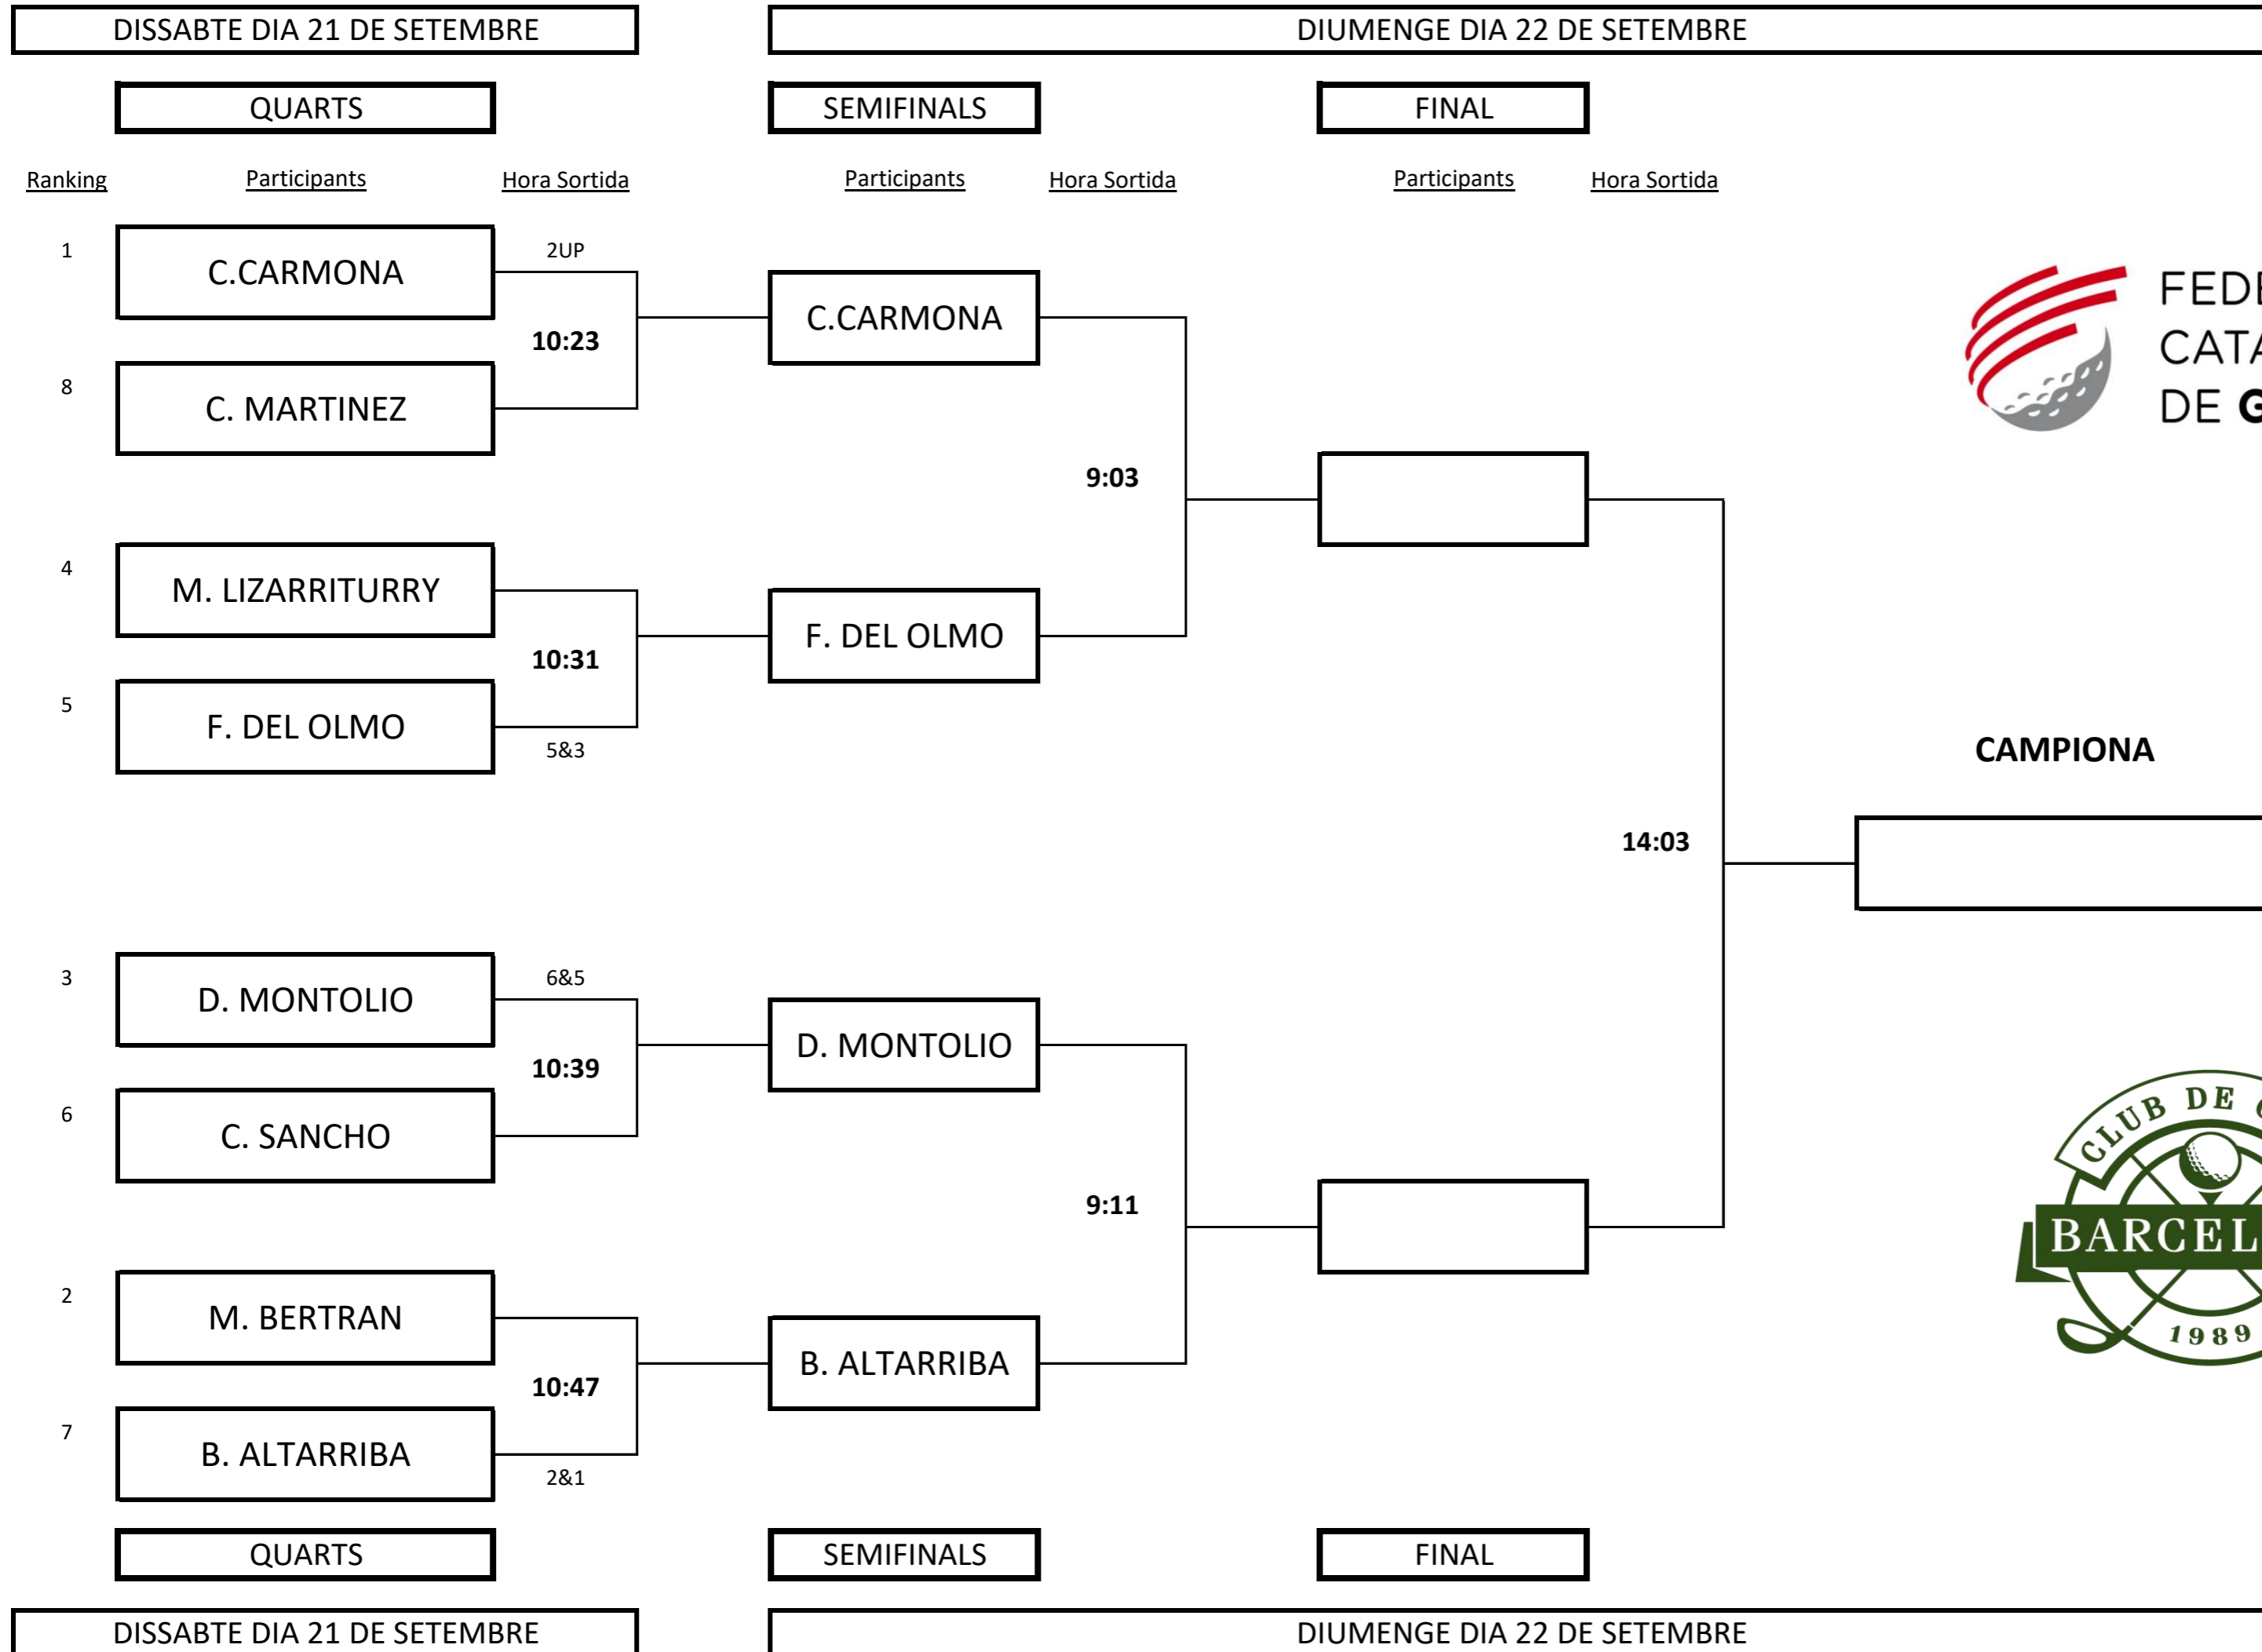 DISSABTE DIA 21 DE SETEMBRE
DIUMENGE DIA 22 DE SETEMBRE
QUARTS
SEMIFINALS
FINAL
Ranking
Participants
Hora Sortida
Participants
Hora Sortida
Participants
Hora Sortida
1
C.CARMONA
2UP
10:23
8
C. MARTINEZ
C.CARMONA
9:03
4
M. LIZARRITURRY
10:31
5
F. DEL OLMO
5&3
F. DEL OLMO
FEDE
CATA
DE G
CAMPIONA
14:03
3
D. MONTOLIO
6&5
10:39
6
C. SANCHO
D. MONTOLIO
9:11
2
M. BERTRAN
10:47
7
B. ALTARRIBA
2&1
B. ALTARRIBA
CLUB DE
BARCEL
1989
QUARTS
SEMIFINALS
FINAL
DISSABTE DIA 21 DE SETEMBRE
DIUMENGE DIA 22 DE SETEMBRE